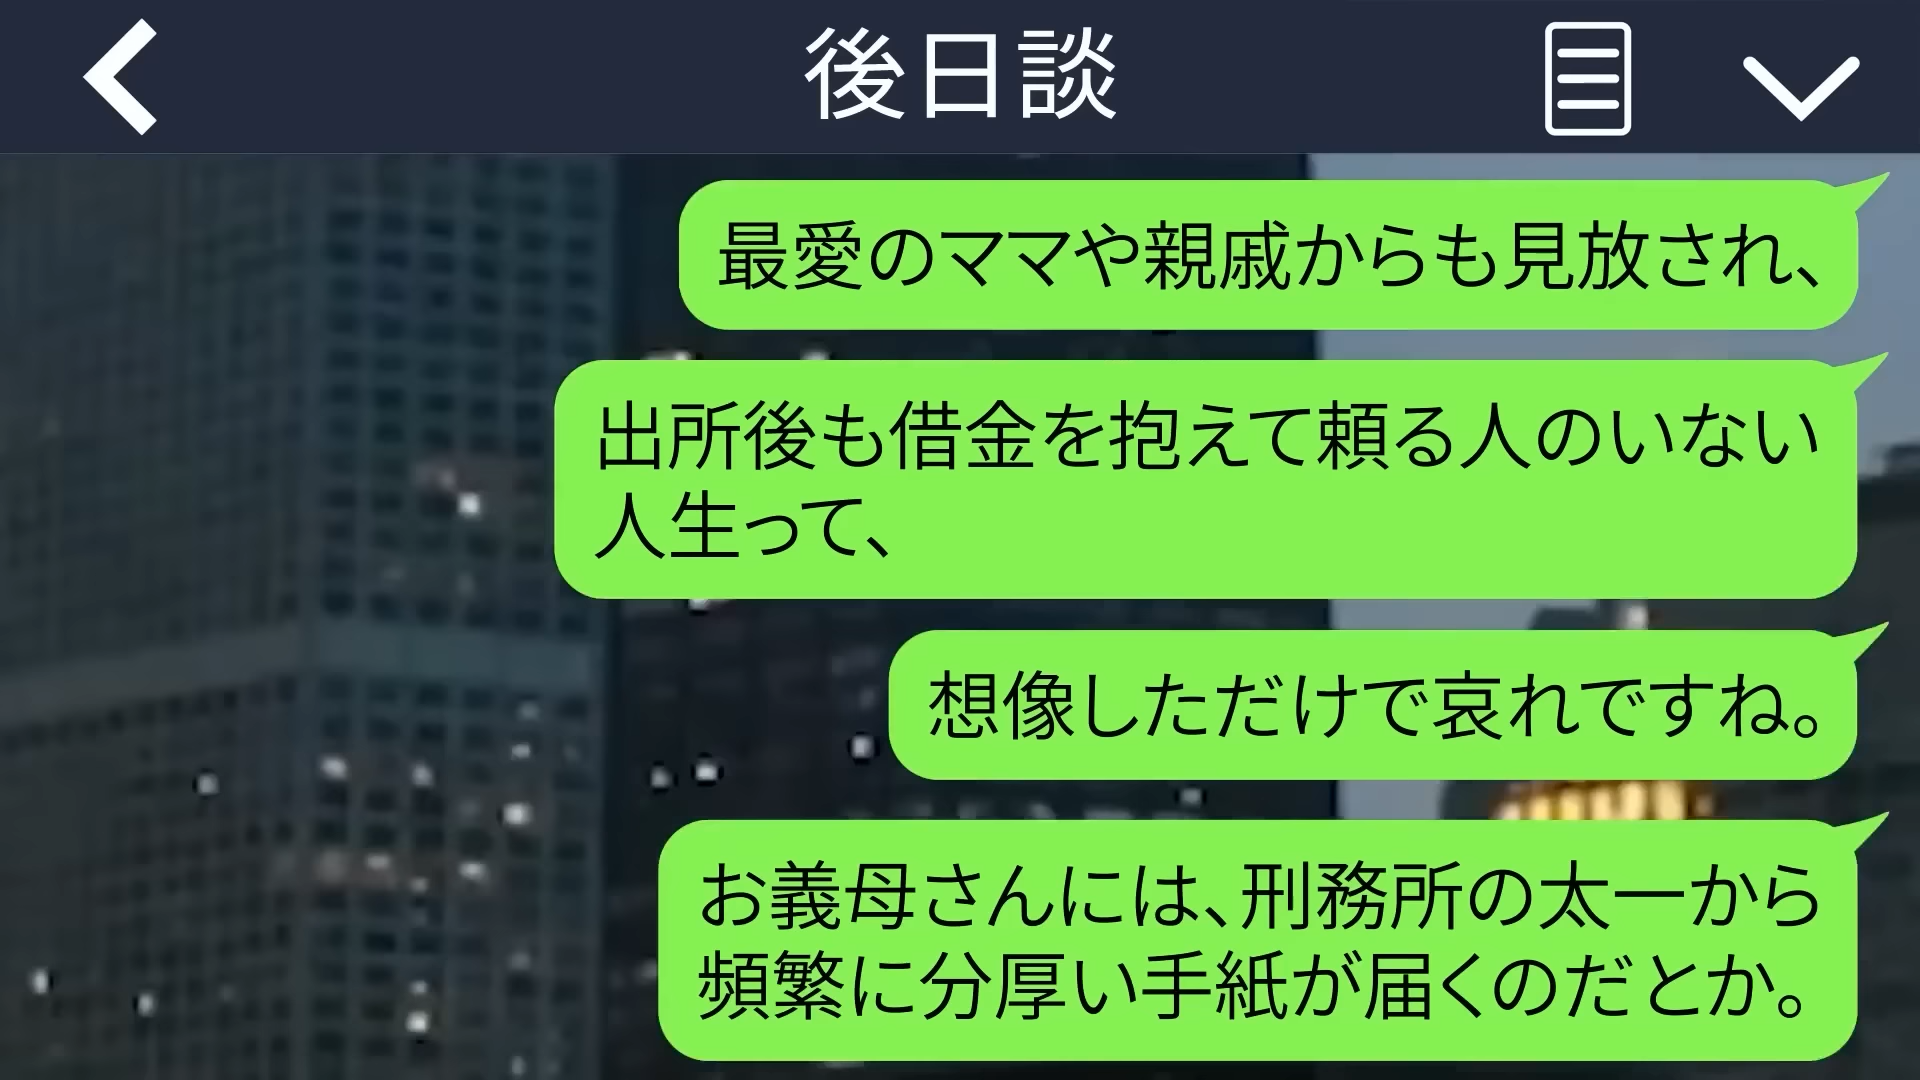 後日談
最愛のママや親戚からも見放され、
出所後も借金を抱えて頼る人のいない
人生って、
想像しただけで哀れですね。
お義母さんには、刑務所の太一から
頻繁に分厚い手紙が届くのだとか。